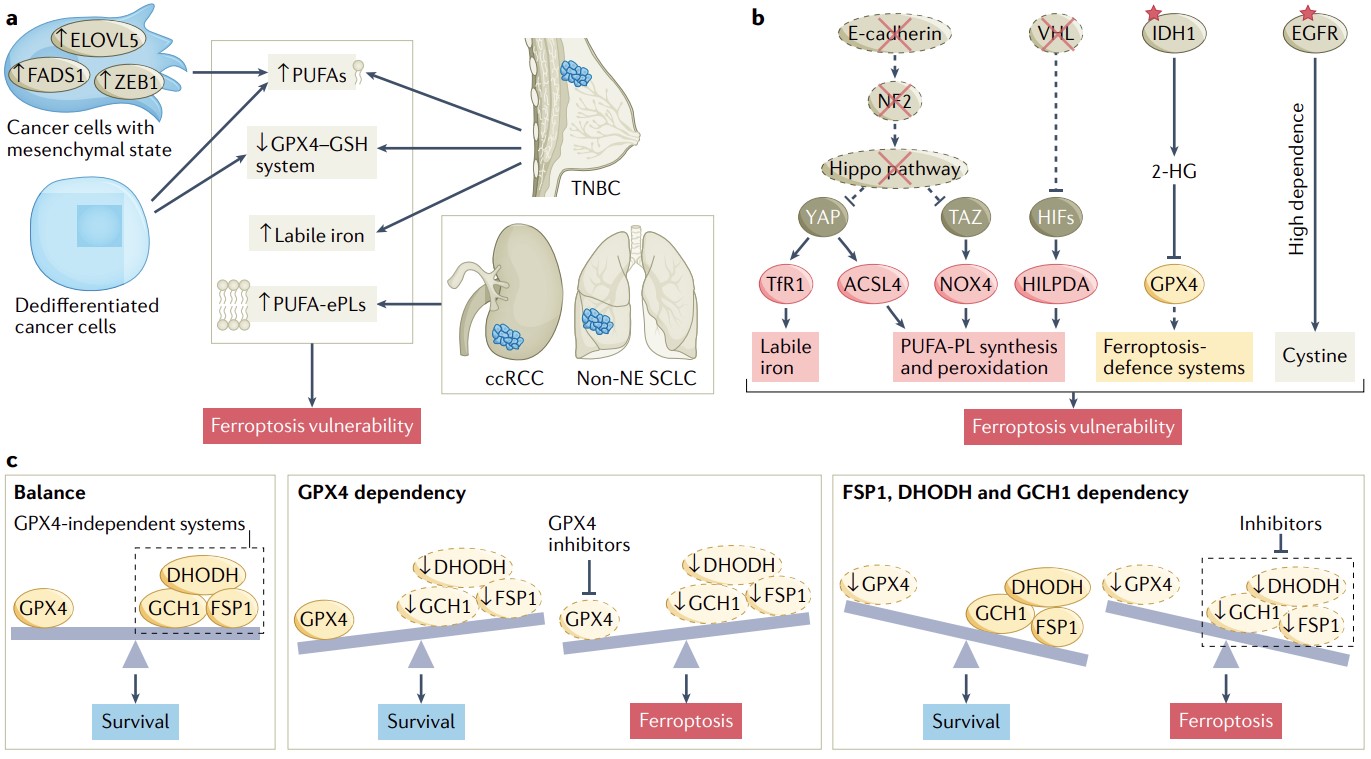 a
↑ELOVL5
↑FADS1
↑ZEB1
Cancer cells with
mesenchymal state
Dedifferentiated
cancer cells
↑PUFAs
↓GPX4–GSH
system
↑Labile iron
↑PUFA-ePLs
TNBC
ccRCC
Non-NE SCLC
Ferroptosis vulnerability
b
E-cadherin
NF2
Hippo pathway
YAP
TAZ
TfR1
ACSL4
NOX4
Labile
iron
PUFA-PL synthesis
and peroxidation
VHL
HIFs
HILPDA
IDH1
2-HG
GPX4
Ferroptosis-
defence systems
EGFR
High dependence
Cystine
Ferroptosis vulnerability
c
Balance
GPX4-independent systems
GPX4
DHODH
GCH1
FSP1
Survival
GPX4 dependency
GPX4
↓DHODH
↓GCH1
↓FSP1
Survival
GPX4
inhibitors
GPX4
↓DHODH
↓GCH1
↓FSP1
Ferroptosis
FSP1, DHODH and GCH1 dependency
↓GPX4
DHODH
GCH1
FSP1
Survival
Inhibitors
↓GPX4
↓DHODH
↓GCH1
↓FSP1
Ferroptosis